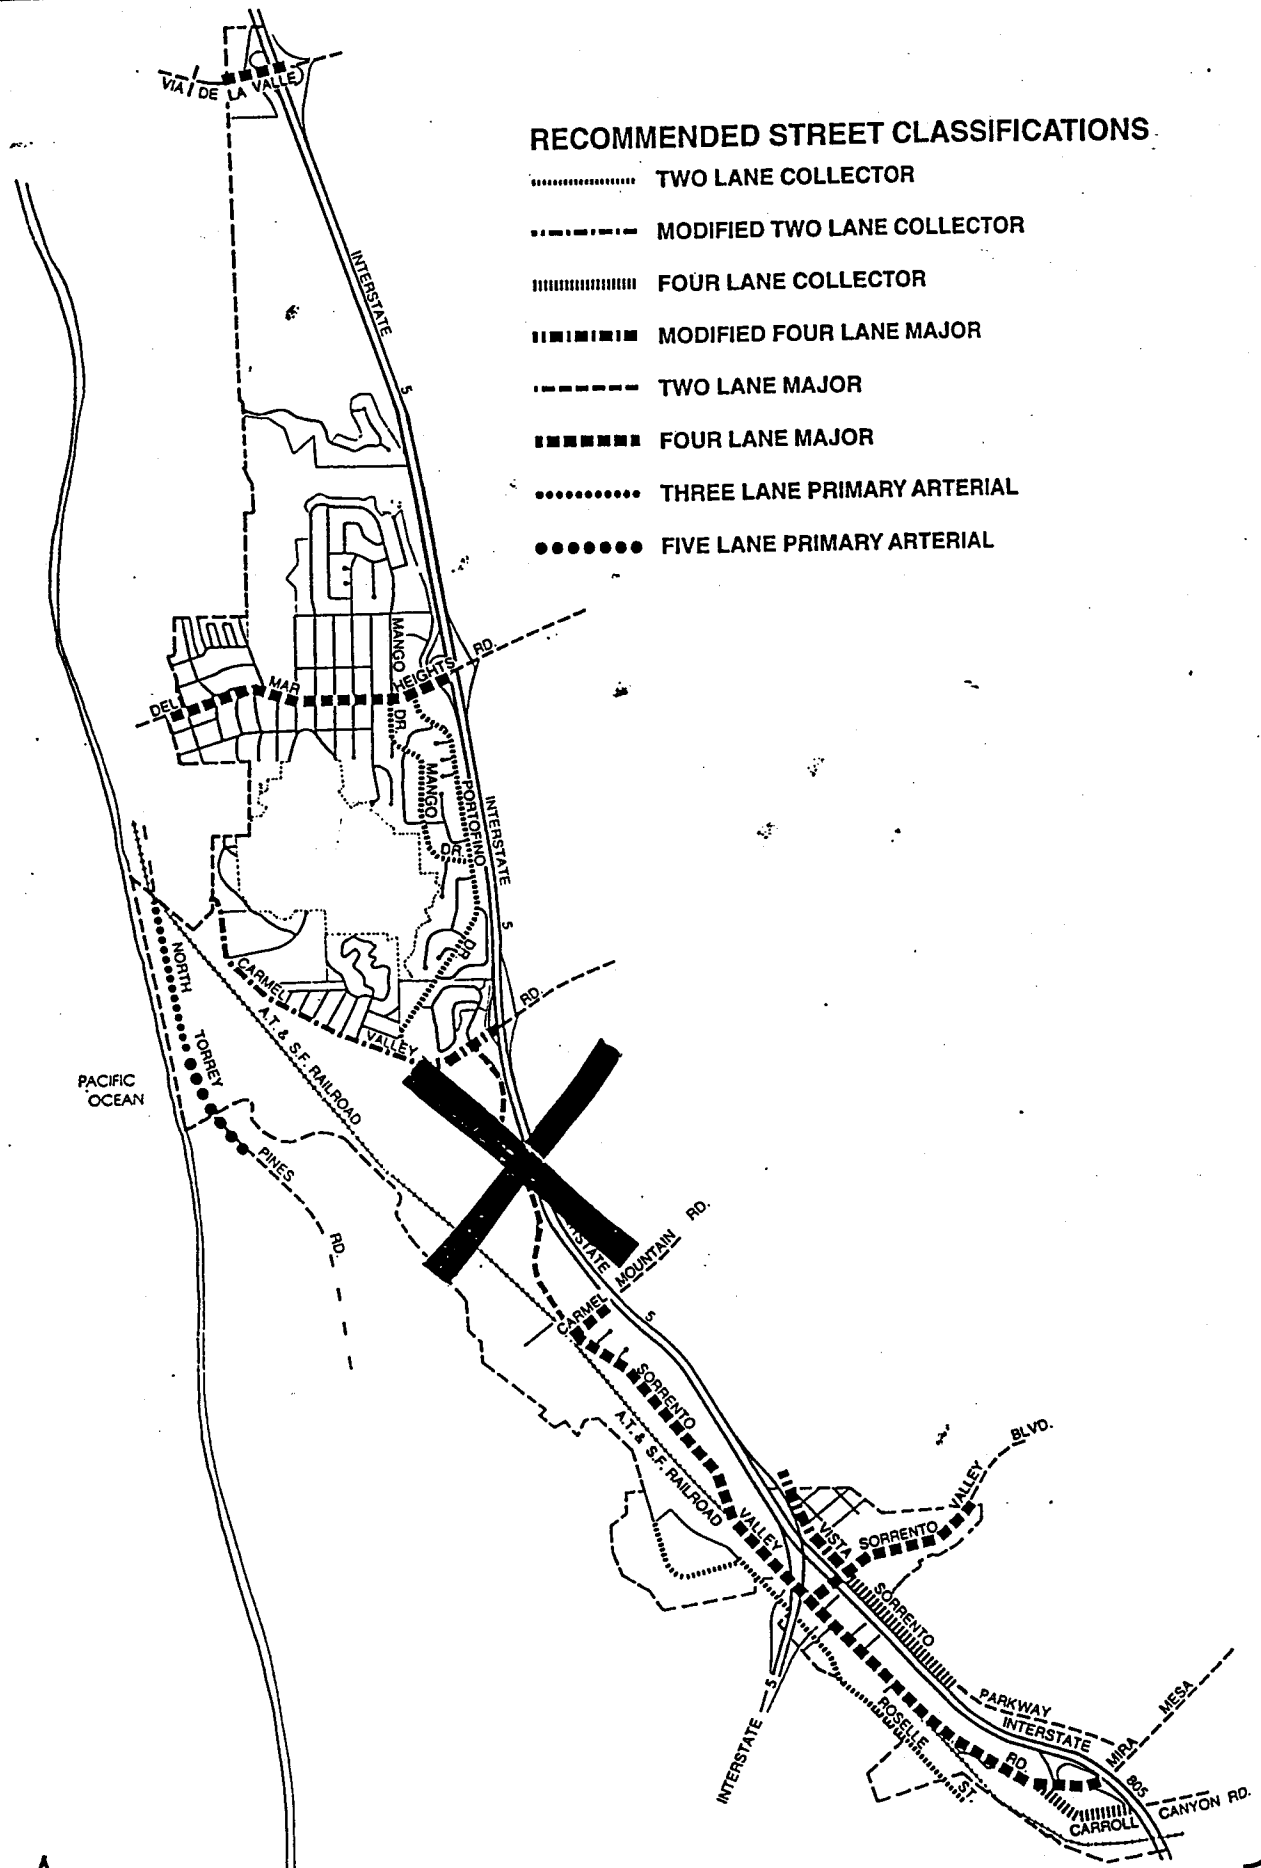 VIA DE LA VALLE
RECOMMENDED STREET CLASSIFICATIONS
TWO LANE COLLECTOR
MODIFIED TWO LANE COLLECTOR
FOUR LANE COLLECTOR
MODIFIED FOUR LANE MAJOR
TWO LANE MAJOR
FOUR LANE MAJOR
THREE LANE PRIMARY ARTERIAL
FIVE LANE PRIMARY ARTERIAL
INTERSTATE
5
DEL MAR HEIGHTS RD.
MANGO DR.
MANGO DR.
PORTOFINO DR.
INTERSTATE
5
CARMEL VALLEY RD.
NORTH TORREY PINES RD.
A.T. & S.F. RAILROAD
PACIFIC
OCEAN
CARMEL MOUNTAIN RD.
5
SORRENTO VALLEY RD.
A.T. & S.F. RAILROAD
SORRENTO VALLEY BLVD.
VISTA SORRENTO PARKWAY
INTERSTATE 5
INTERSTATE 805
ROSELLE ST.
MIRA MESA
CARROLL CANYON RD.